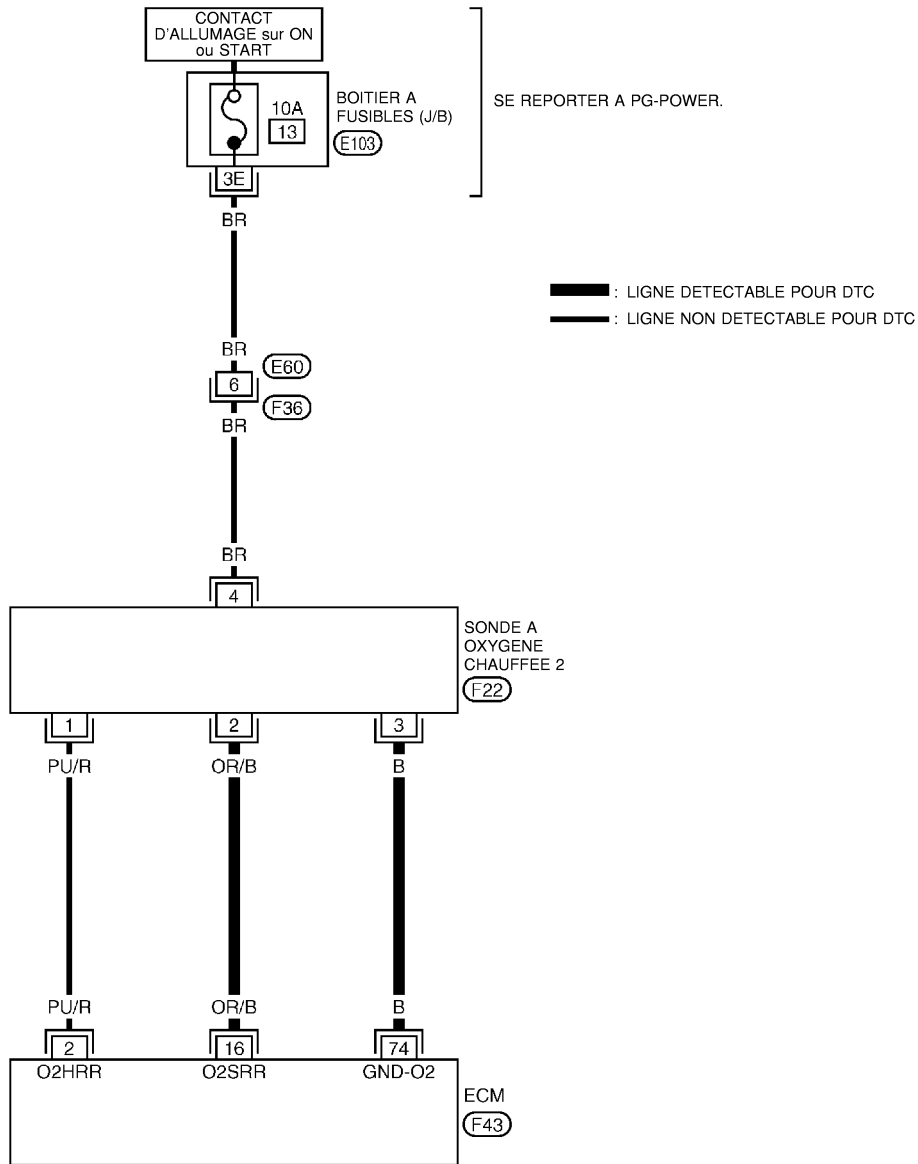 CONTACT
D'ALLUMAGE sur ON
ou START
10A
13
BOITIER A
FUSIBLES (J/B)
E103
SE REPORTER A PG-POWER.
3E
BR
: LIGNE DETECTABLE POUR DTC
: LIGNE NON DETECTABLE POUR DTC
BR
E60
6
F36
BR
BR
4
SONDE A
OXYGENE
CHAUFFEE 2
F22
1 2 3
PU/R OR/B B
PU/R OR/B B
2 16 74
O2HRR O2SRR GND-O2
ECM
F43